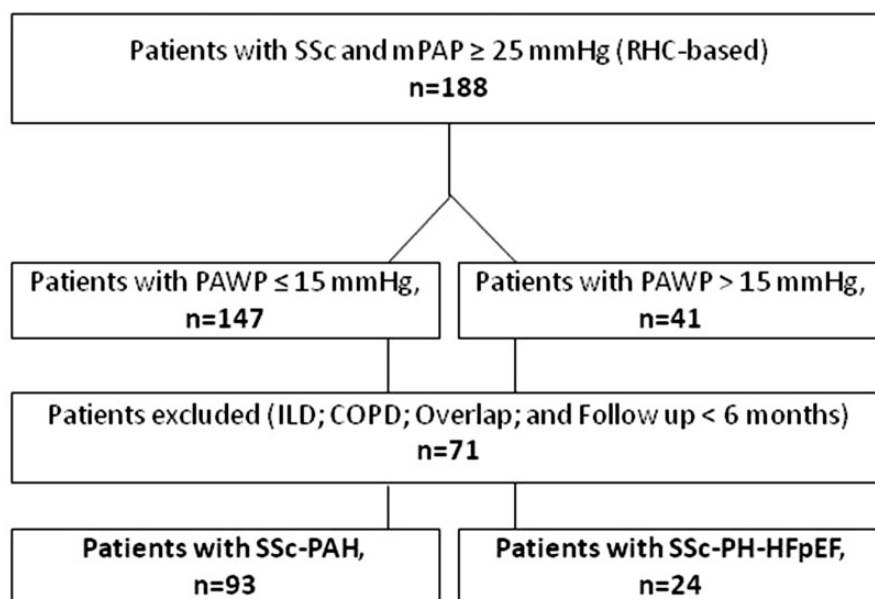 Patients with SSc and mPAP ≥ 25 mmHg (RHC-based)
n=188
Patients with PAWP ≤ 15 mmHg,
n=147
Patients with PAWP > 15 mmHg,
n=41
Patients excluded (ILD; COPD; Overlap; and Follow up < 6 months)
n=71
Patients with SSc-PAH,
n=93
Patients with SSc-PH-HFpEF,
n=24